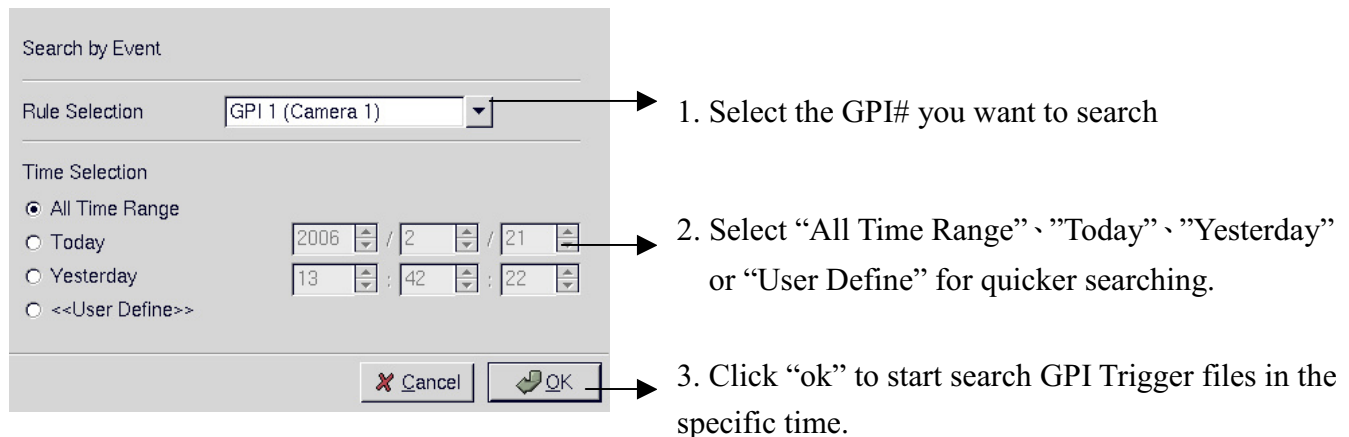 Search by Event
Rule Selection GPI 1 (Camera 1)
1. Select the GPI# you want to search
Time Selection
All Time Range
Today 2006 / 2 / 21
Yesterday 13 : 42 : 22
<<User Define>>
2. Select “All Time Range”、”Today”、”Yesterday”
or “User Define” for quicker searching.
Cancel OK
3. Click “ok” to start search GPI Trigger files in the
specific time.